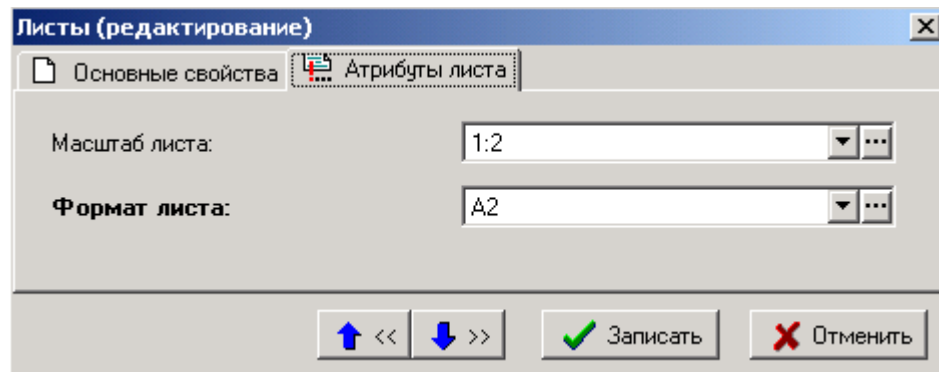 Листы (редактирование)
Основные свойства Атрибуты листа
Масштаб листа: 1:2
Формат листа: A2
<< >> Записать Отменить